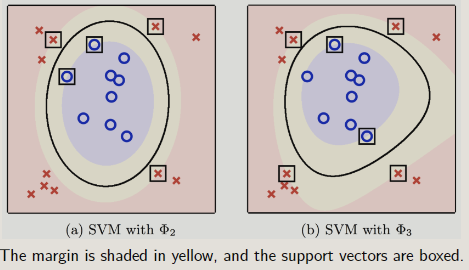 (a) SVM with Φ₂
(b) SVM with Φ₃
The margin is shaded in yellow, and the support vectors are boxed.